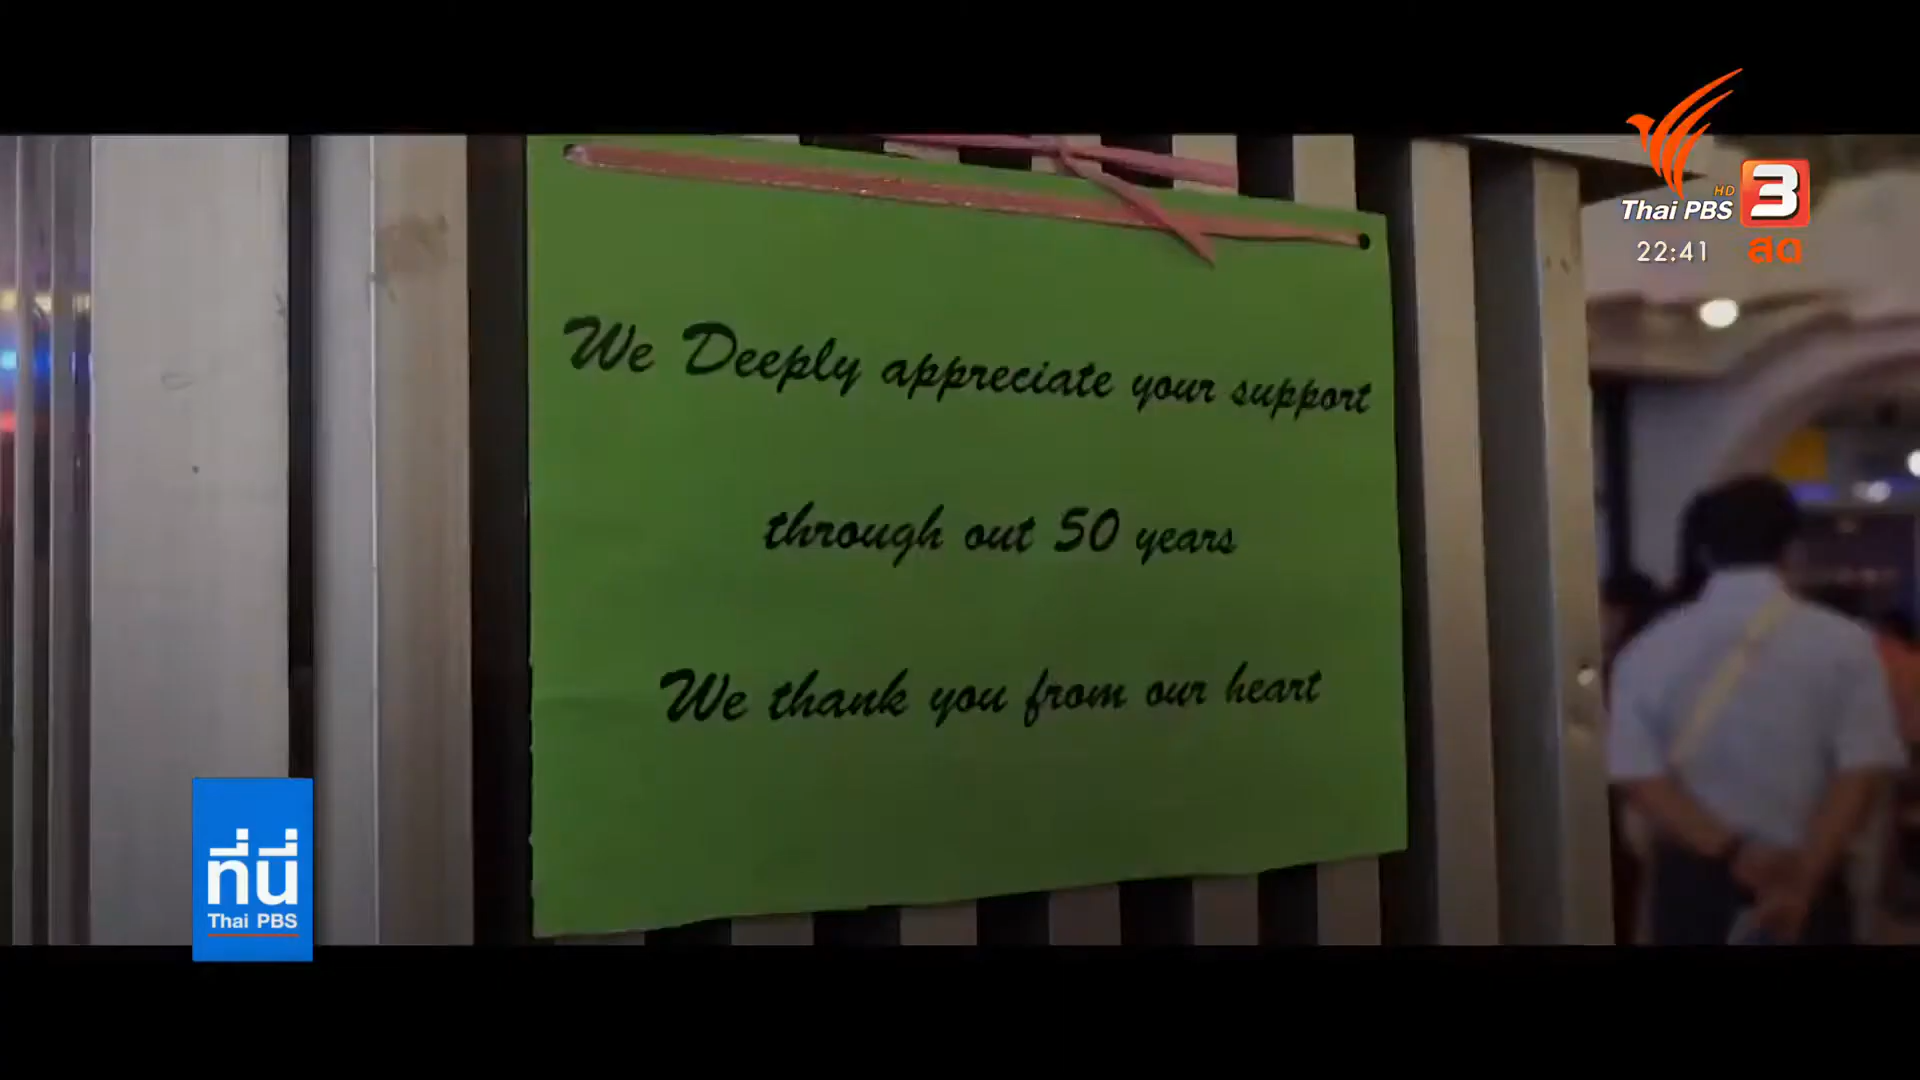 HD
Thai PBS 3
22:41 สด
We Deeply appreciate your support
through out 50 years
We thank you from our heart
ที่นี่
Thai PBS